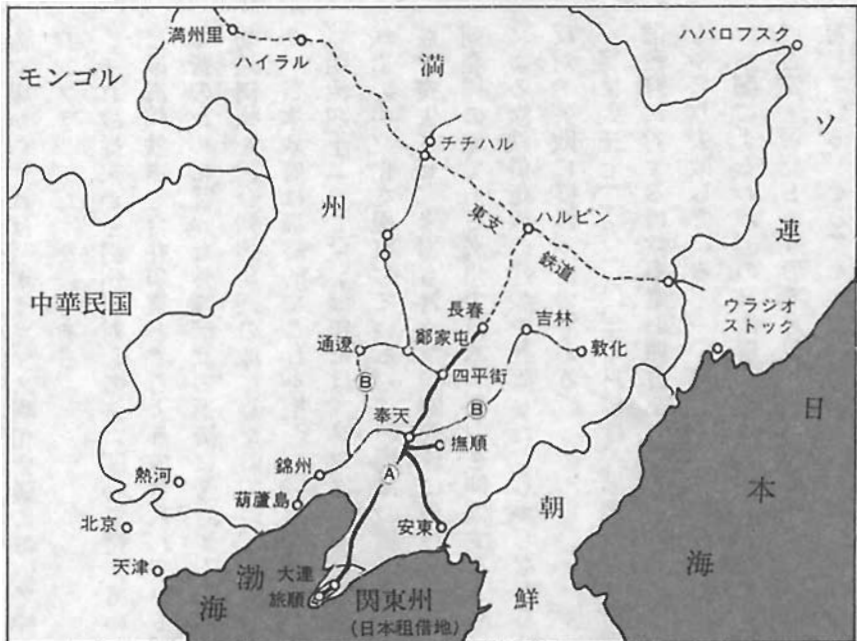 満州里
ハイラル
モンゴル
満
ハバロフスク
ソ
チチハル
州
東支
ハルビン
連
鉄道
中華民国
長春
吉林
ウラジオ
ストック
通遼
鄭家屯
敦化
四平街
Ⓑ
Ⓑ
日
奉天
撫順
錦州
Ⓐ
熱河
葫蘆島
本
朝
北京
安東
海
天津
渤
大連
海
旅順
関東州
(日本租借地)
鮮